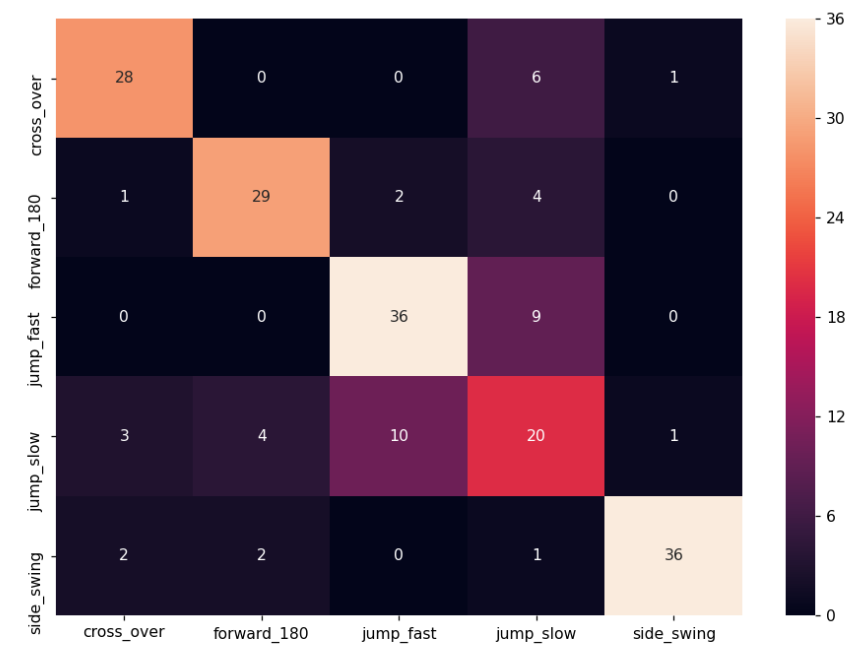 36
cross_over 28 0 0 6 1
30
forward_180 1 29 2 4 0
24
jump_fast 0 0 36 9 0
18
12
jump_slow 3 4 10 20 1
6
side_swing 2 2 0 1 36
0
cross_over forward_180 jump_fast jump_slow side_swing